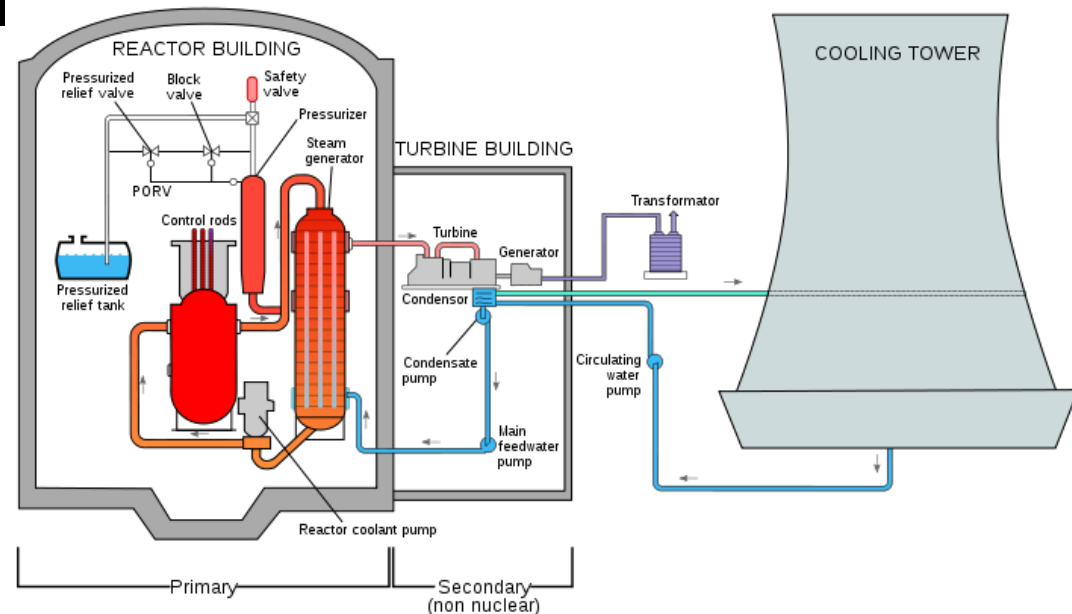 REACTOR BUILDING
Pressurized
relief valve
Block
valve
Safety
valve
Pressurizer
Steam
generator
PORV
Control rods
Pressurized
relief tank
Reactor coolant pump
TURBINE BUILDING
Turbine
Generator
Condensor
Condensate
pump
Main
feedwater
pump
Transformator
Circulating
water
pump
COOLING TOWER
Primary
Secondary
(non nuclear)